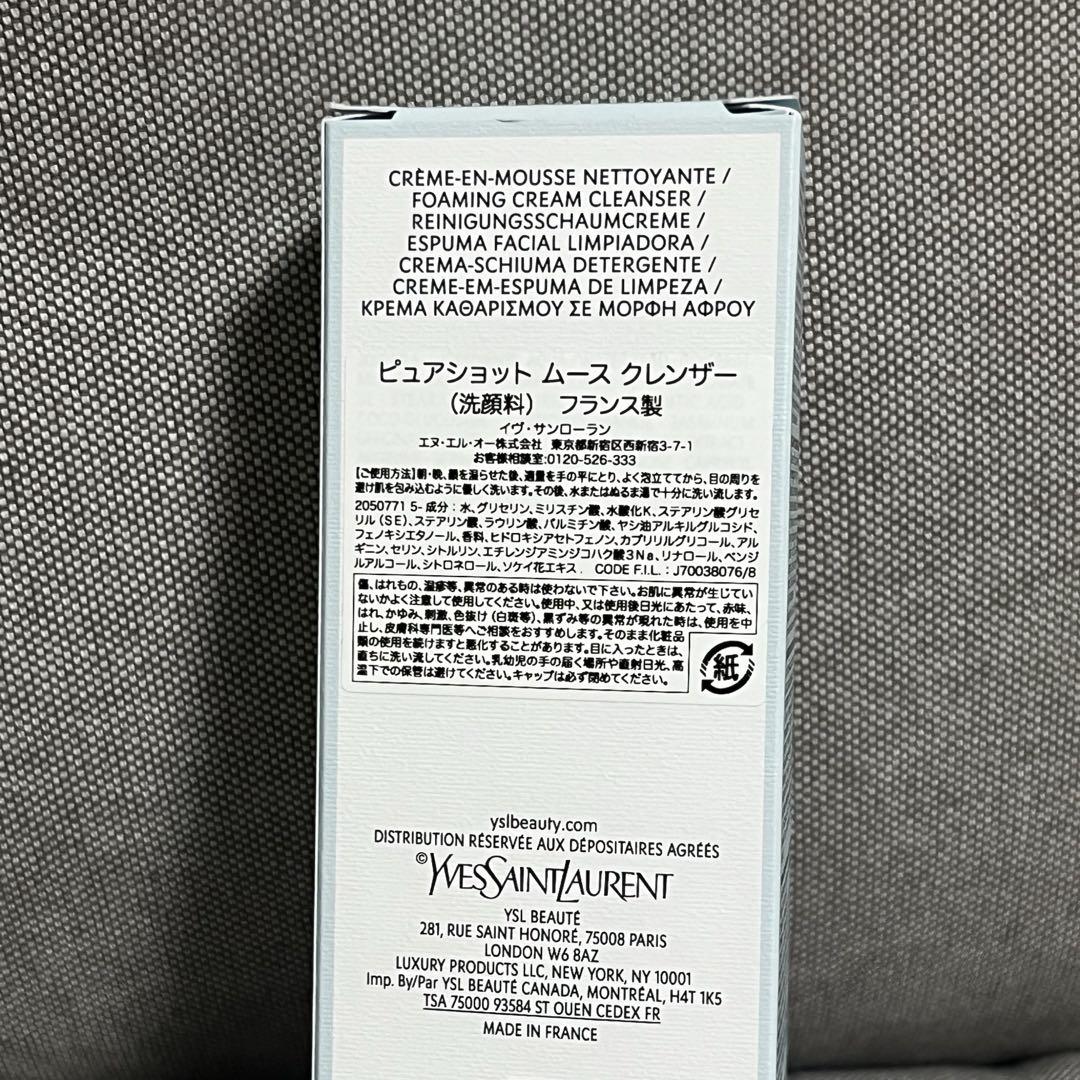 CRÈME-EN-MOUSSE NETTOYANTE /
FOAMING CREAM CLEANSER /
REINIGUNGSSCHAUMCREME /
ESPUMA FACIAL LIMPIADORA /
CREMA-SCHIUMA DETERGENTE /
CREME-EM-ESPUMA DE LIMPEZA /
ΚΡΕΜΑ ΚΑΘΑΡΙΣΜΟΥ ΣΕ ΜΟΡΦΗ ΑΦΡΟΥ
ピュアショット ムース クレンザー
(洗顔料) フランス製
イヴ・サンローラン
エヌ・エル・オー株式会社 東京都新宿区西新宿3-7-1
お客様相談室:0120-526-333
【ご使用方法】朝・晩、顔を湿らせた後、適量を手の平にとり、よく泡立ててから、目の周りを
避け肌を包み込むように優しく洗います。その後、水またはぬるま湯で十分に洗い流します。
2050771 5- 成分:水、グリセリン、ミリスチン酸、水酸化K、ステアリン酸グリセ
リル(SE)、ステアリン酸、ラウリン酸、パルミチン酸、ヤシ油アルキルグルコシド、
フェノキシエタノール、香料、ヒドロキシアセトフェノン、カプリリルグリコール、アル
ギニン、セリン、シトルリン、エチレンジアミンジコハク酸3Na、リナロール、ベンジ
ルアルコール、シトロネロール、ソケイ花エキス. CODE F.I.L. : J70038076/8
傷、はれもの、湿疹等、異常のある時は使わないで下さい。お肌に異常が生じてい
ないかよく注意して使用してください。使用中、又は使用後日光にあたって、赤味、
はれ、かゆみ、刺激、色抜け(白斑等)、黒ずみ等の異常が現れた時は、使用を中
止し、皮膚科専門医等へご相談をおすすめします。そのまま化粧品
類の使用を続けますと悪化することがあります。目に入ったときは、
直ちに洗い流してください。乳幼児の手の届く場所や直射日光、高
温下での保管は避けてください。キャップは必ず閉めてください。
紙
yslbeauty.com
DISTRIBUTION RÉSERVÉE AUX DÉPOSITAIRES AGRÉÉS
©YVESSAINTLAURENT
YSL BEAUTÉ
281, RUE SAINT HONORÉ, 75008 PARIS
LONDON W6 8AZ
LUXURY PRODUCTS LLC, NEW YORK, NY 10001
Imp. By/Par YSL BEAUTÉ CANADA, MONTRÉAL, H4T 1K5
TSA 75000 93584 ST OUEN CEDEX FR
MADE IN FRANCE